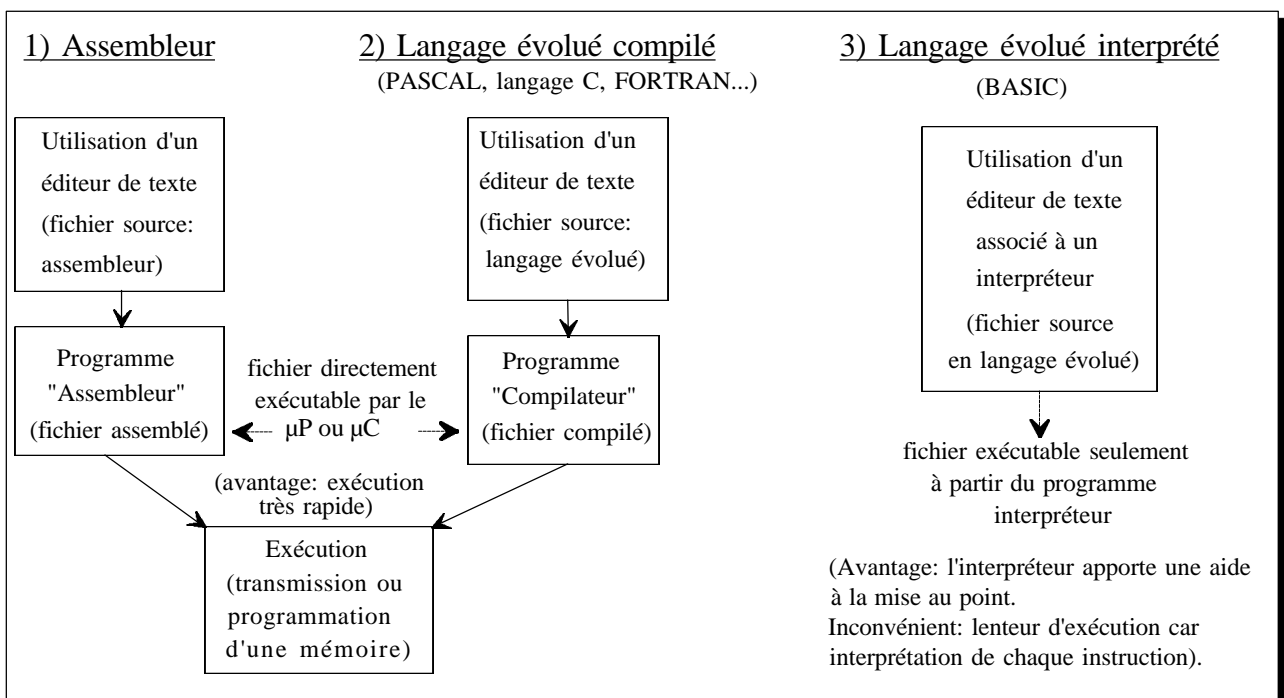 1) Assembleur
2) Langage évolué compilé
(PASCAL, langage C, FORTRAN...)
3) Langage évolué interprété
(BASIC)
Utilisation d'un
éditeur de texte
(fichier source:
assembleur)
Programme
"Assembleur"
(fichier assemblé)
Utilisation d'un
éditeur de texte
(fichier source:
langage évolué)
Programme
"Compilateur"
(fichier compilé)
fichier directement
exécutable par le
µP ou µC
(avantage: exécution
très rapide)
Exécution
(transmission ou
programmation
d'une mémoire)
Utilisation d'un
éditeur de texte
associé à un
interpréteur
(fichier source
en langage évolué)
fichier exécutable seulement
à partir du programme
interpréteur
(Avantage: l'interpréteur apporte une aide
à la mise au point.
Inconvénient: lenteur d'exécution car
interprétation de chaque instruction).